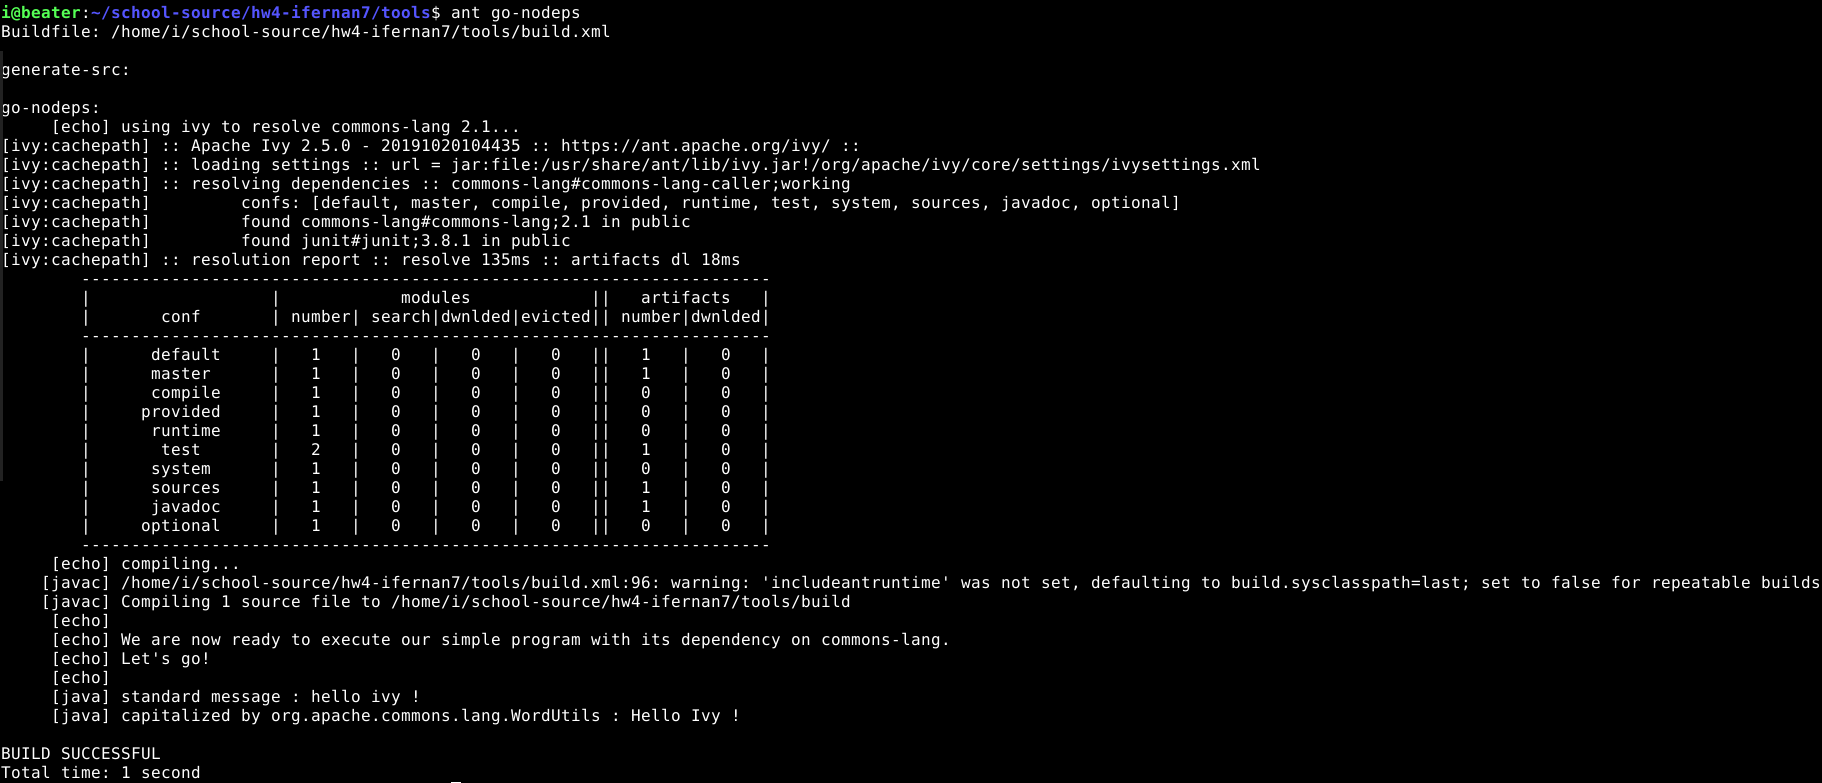 i@beater:~/school-source/hw4-ifernan7/tools$ ant go-nodeps
Buildfile: /home/i/school-source/hw4-ifernan7/tools/build.xml

generate-src:

go-nodeps:
     [echo] using ivy to resolve commons-lang 2.1...
[ivy:cachepath] :: Apache Ivy 2.5.0 - 20191020104435 :: https://ant.apache.org/ivy/ ::
[ivy:cachepath] :: loading settings :: url = jar:file:/usr/share/ant/lib/ivy.jar!/org/apache/ivy/core/settings/ivysettings.xml
[ivy:cachepath] :: resolving dependencies :: commons-lang#commons-lang-caller;working
[ivy:cachepath]         confs: [default, master, compile, provided, runtime, test, system, sources, javadoc, optional]
[ivy:cachepath]         found commons-lang#commons-lang;2.1 in public
[ivy:cachepath]         found junit#junit;3.8.1 in public
[ivy:cachepath] :: resolution report :: resolve 135ms :: artifacts dl 18ms
        ---------------------------------------------------------------------
        |                  |            modules            ||   artifacts   |
        |       conf       | number| search|dwnlded|evicted|| number|dwnlded|
        ---------------------------------------------------------------------
        |      default     |   1   |   0   |   0   |   0   ||   1   |   0   |
        |      master      |   1   |   0   |   0   |   0   ||   1   |   0   |
        |      compile     |   1   |   0   |   0   |   0   ||   0   |   0   |
        |     provided     |   1   |   0   |   0   |   0   ||   0   |   0   |
        |      runtime     |   1   |   0   |   0   |   0   ||   0   |   0   |
        |       test       |   2   |   0   |   0   |   0   ||   1   |   0   |
        |      system      |   1   |   0   |   0   |   0   ||   0   |   0   |
        |      sources     |   1   |   0   |   0   |   0   ||   1   |   0   |
        |      javadoc     |   1   |   0   |   0   |   0   ||   1   |   0   |
        |     optional     |   1   |   0   |   0   |   0   ||   0   |   0   |
        ---------------------------------------------------------------------
     [echo] compiling...
    [javac] /home/i/school-source/hw4-ifernan7/tools/build.xml:96: warning: 'includeantruntime' was not set, defaulting to build.sysclasspath=last; set to false for repeatable builds
    [javac] Compiling 1 source file to /home/i/school-source/hw4-ifernan7/tools/build
     [echo]
     [echo] We are now ready to execute our simple program with its dependency on commons-lang.
     [echo] Let's go!
     [echo]
     [java] standard message : hello ivy !
     [java] capitalized by org.apache.commons.lang.WordUtils : Hello Ivy !

BUILD SUCCESSFUL
Total time: 1 second